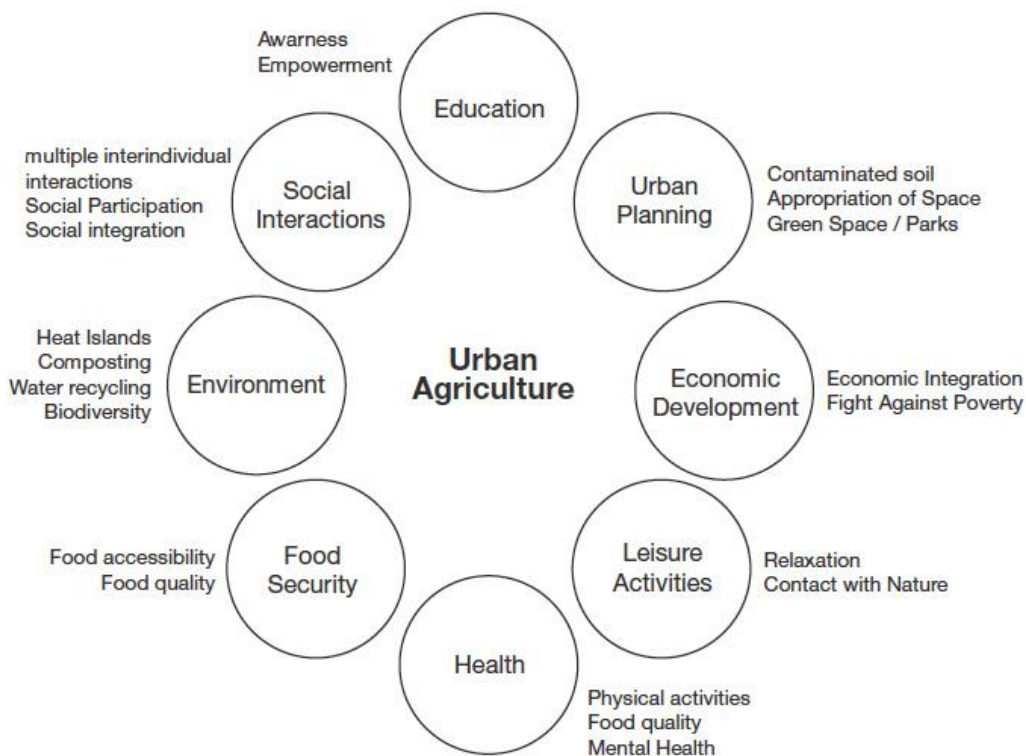 Awarness
Empowerment
Education
multiple interindividual
interactions
Social Participation
Social integration
Social
Interactions
Urban
Planning
Contaminated soil
Appropriation of Space
Green Space / Parks
Heat Islands
Composting
Water recycling
Biodiversity
Environment
Urban
Agriculture
Economic
Development
Economic Integration
Fight Against Poverty
Food accessibility
Food quality
Food
Security
Leisure
Activities
Relaxation
Contact with Nature
Health
Physical activities
Food quality
Mental Health